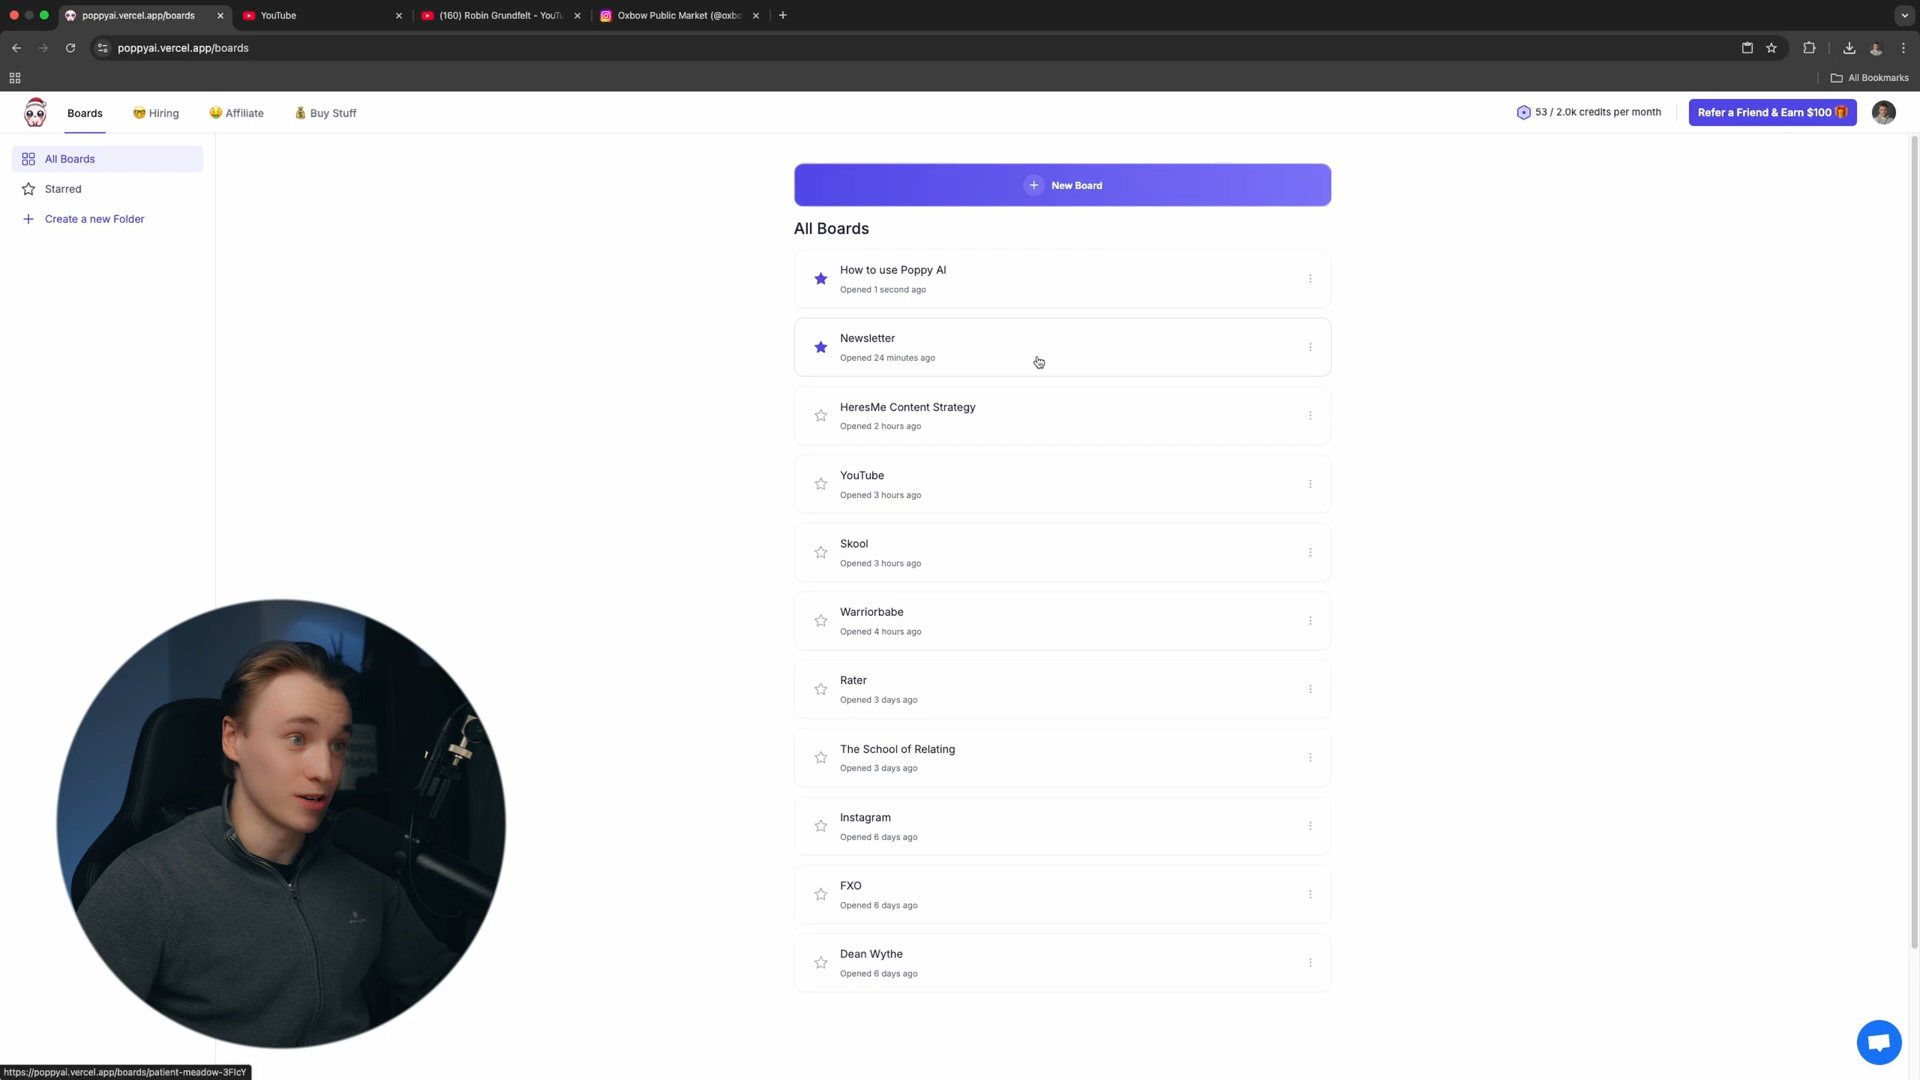 poppyai.vercel.app/boards
YouTube
(160) Robin Grundfelt - YouTu
Oxbow Public Market (@oxbo
poppyai.vercel.app/boards
All Bookmarks
Boards
Hiring
Affiliate
Buy Stuff
53 / 2.0k credits per month
Refer a Friend & Earn $100
All Boards
Starred
Create a new Folder
New Board
All Boards
How to use Poppy AI
Opened 1 second ago
Newsletter
Opened 24 minutes ago
HeresMe Content Strategy
Opened 2 hours ago
YouTube
Opened 3 hours ago
Skool
Opened 3 hours ago
Warriorbabe
Opened 4 hours ago
Rater
Opened 3 days ago
The School of Relating
Opened 3 days ago
Instagram
Opened 6 days ago
FXO
Opened 6 days ago
Dean Wythe
Opened 6 days ago
https://poppyai.vercel.app/boards/patient-meadow-3FIcY